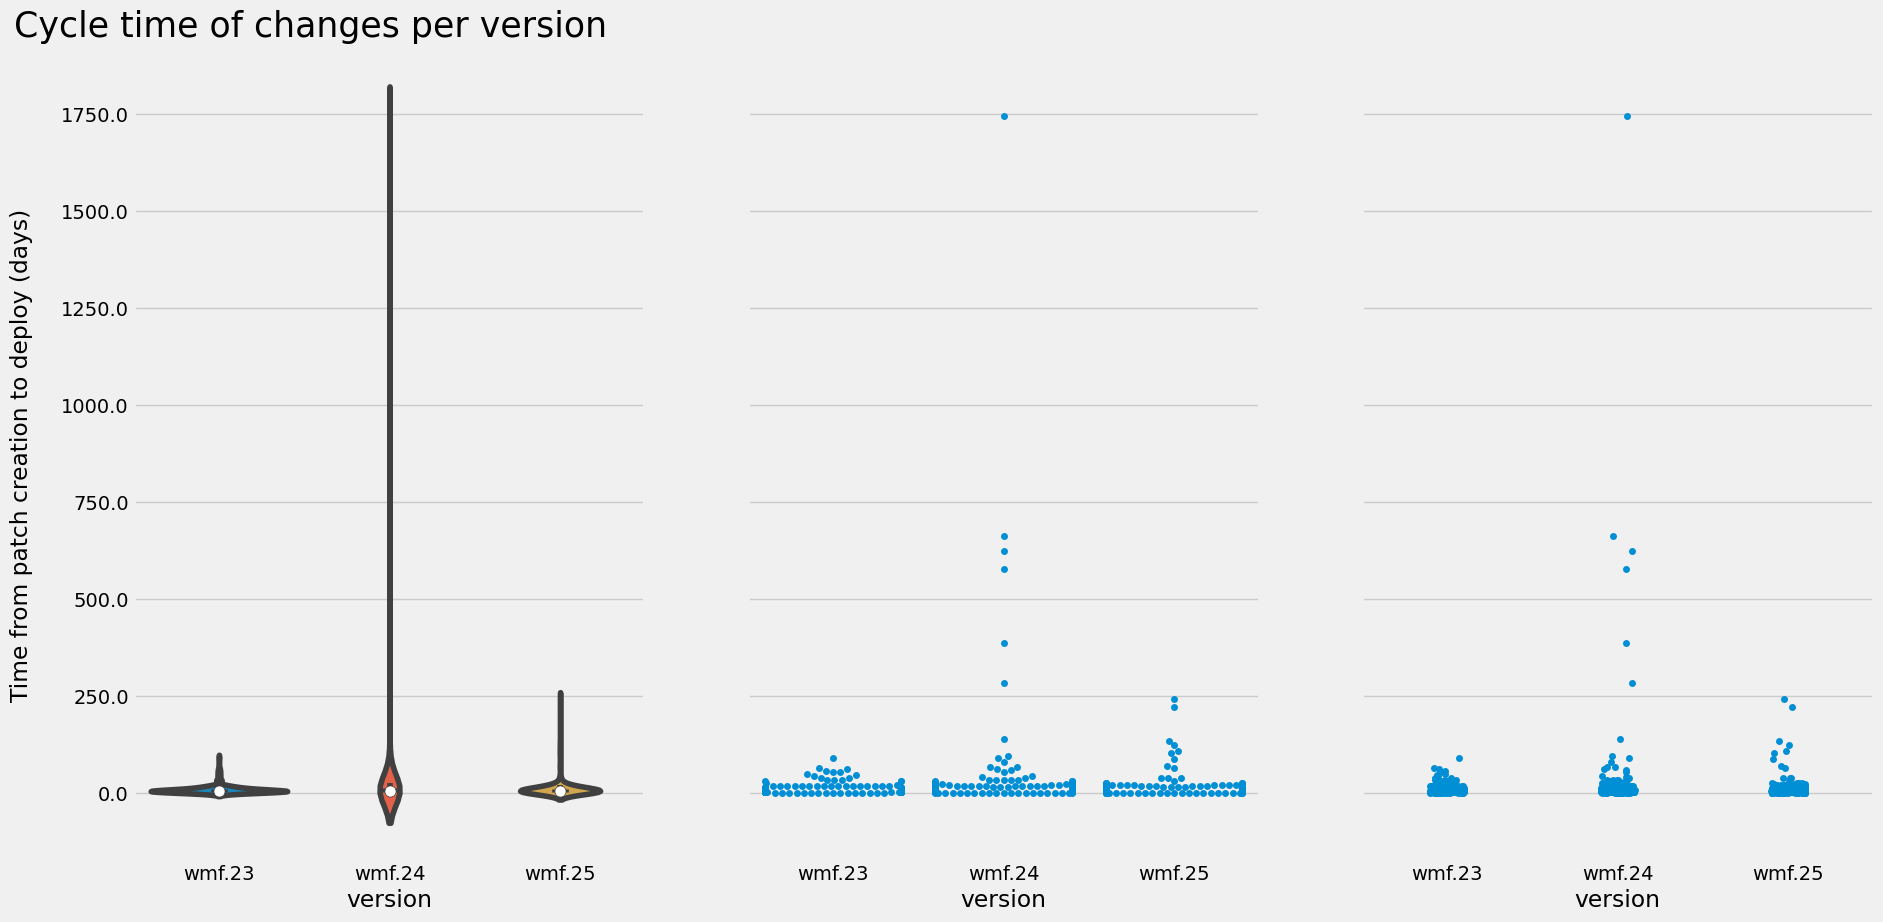 Cycle time of changes per version
Time from patch creation to deploy (days)
1750.0
1500.0
1250.0
1000.0
750.0
500.0
250.0
0.0
wmf.23 wmf.24 wmf.25
version
wmf.23 wmf.24 wmf.25
version
wmf.23 wmf.24 wmf.25
version